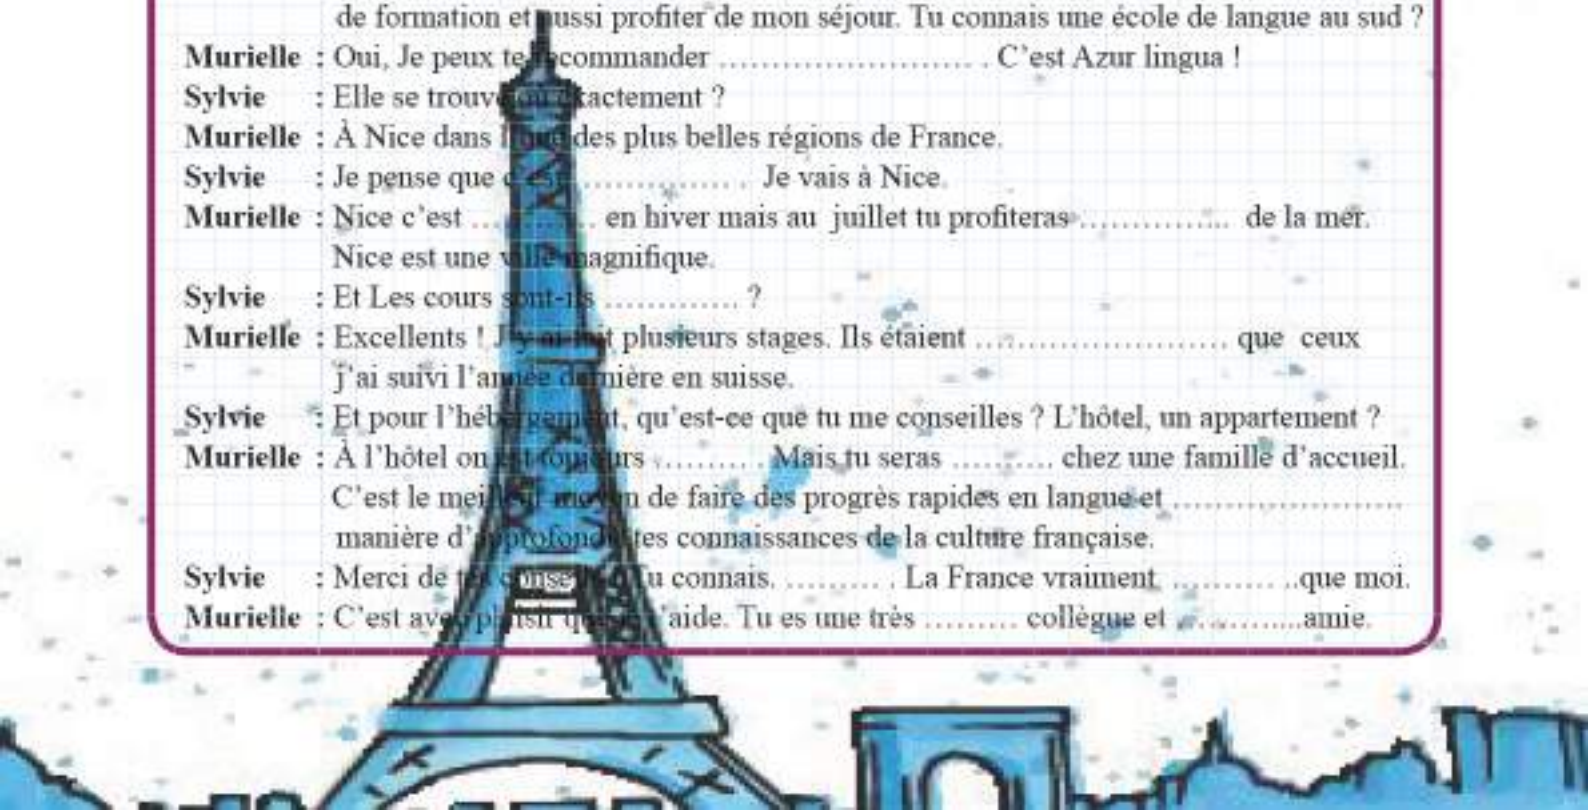 de formation et aussi profiter de mon séjour. Tu connais une école de langue au sud ?
Murielle : Oui, Je peux te recommander ............................ . C'est Azur lingua !
Sylvie : Elle se trouve où exactement ?
Murielle : À Nice dans l'une des plus belles régions de France.
Sylvie : Je pense que c'est .................. . Je vais à Nice.
Murielle : Nice c'est ............... en hiver mais au juillet tu profiteras .................. de la mer.
Nice est une ville magnifique.
Sylvie : Et Les cours sont-ils .............. ?
Murielle : Excellents ! J'y ai fait plusieurs stages. Ils étaient ............................ que ceux
j'ai suivi l'année dernière en suisse.
Sylvie : Et pour l'hébergement, qu'est-ce que tu me conseilles ? L'hôtel, un appartement ?
Murielle : À l'hôtel on est toujours ............ . Mais tu seras ........... chez une famille d'accueil.
C'est le meilleur moyen de faire des progrès rapides en langue et .........................
manière d'approfondir tes connaissances de la culture française.
Sylvie : Merci de tes conseils. Tu connais. .......... . La France vraiment .......... ..que moi.
Murielle : C'est avec plaisir que je t'aide. Tu es une très .......... collègue et ..............amie.